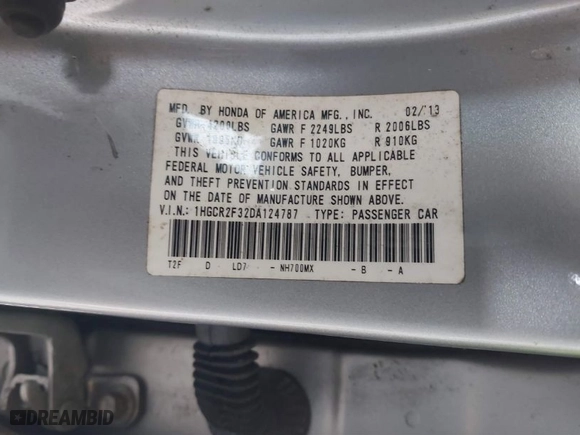 MFD. BY HONDA OF AMERICA MFG., INC. 02/13
GAWR F 2249LBS R 2006LBS
GAWR F 1020KG R 910KG
THIS VEHICLE CONFORMS TO ALL APPLICABLE
FEDERAL MOTOR VEHICLE SAFETY, BUMPER,
AND THEFT PREVENTION STANDARDS IN EFFECT
ON THE DATE OF MANUFACTURE SHOWN ABOVE.
V.I.N.: 1HGCR2F32DA124787 TYPE: PASSENGER CAR
T2F D LD7 - NH700MX - B - A
DREAMBID